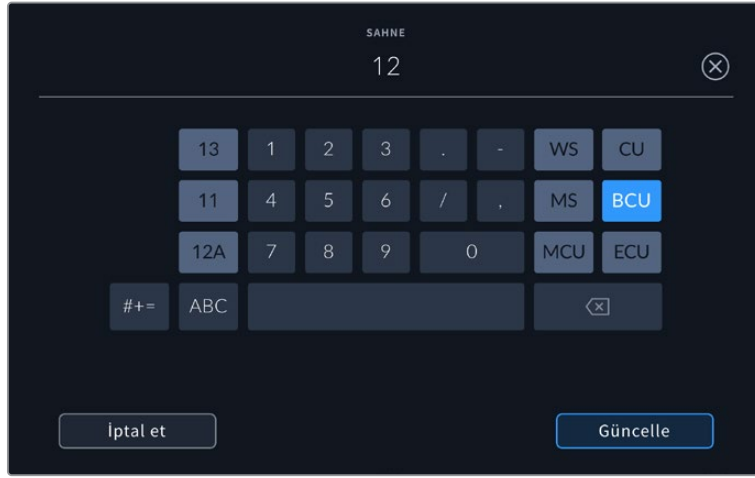 SAHNE
12
13 1 2 3 . - WS CU
11 4 5 6 / , MS BCU
12A 7 8 9 0 MCU ECU
#+= ABC
İptal et Güncelle